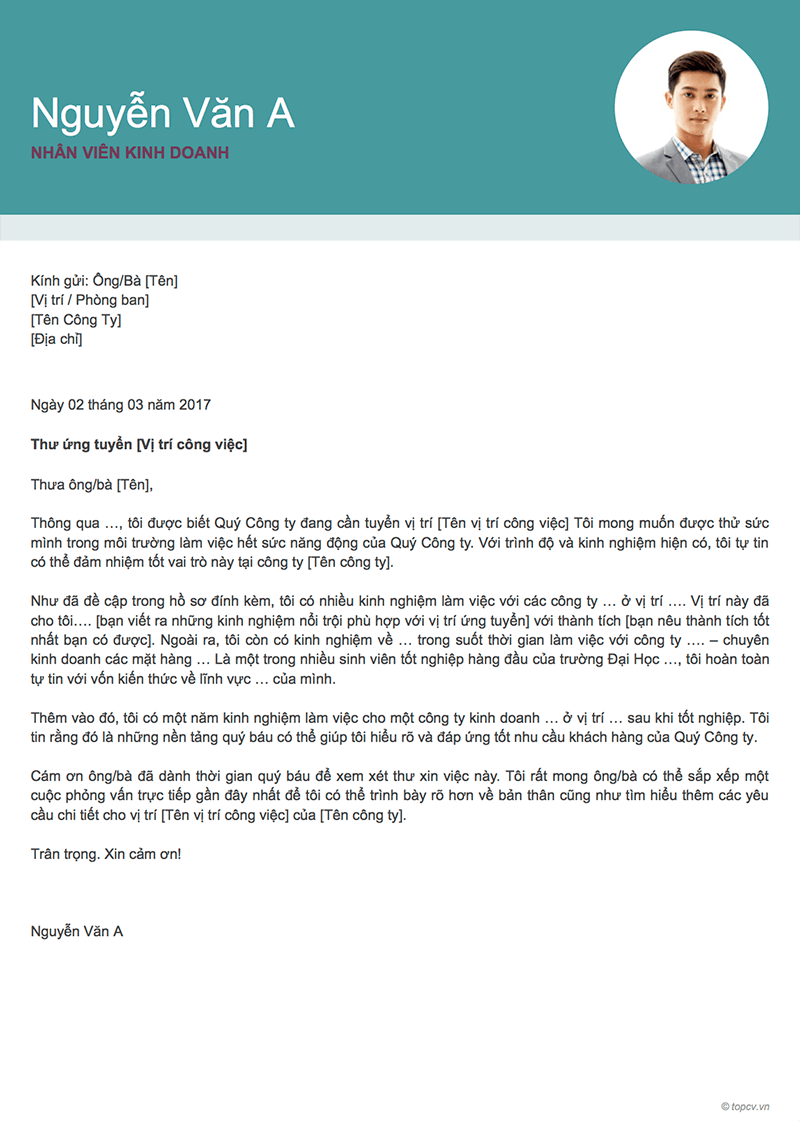 Nguyễn Văn A
NHÂN VIÊN KINH DOANH
Kính gửi: Ông/Bà [Tên]
[Vị trí / Phòng ban]
[Tên Công Ty]
[Địa chỉ]
Ngày 02 tháng 03 năm 2017
Thư ứng tuyển [Vị trí công việc]
Thưa ông/bà [Tên],
Thông qua …, tôi được biết Quý Công ty đang cần tuyển vị trí [Tên vị trí công việc] Tôi mong muốn được thử sức
mình trong môi trường làm việc hết sức năng động của Quý Công ty. Với trình độ và kinh nghiệm hiện có, tôi tự tin
có thể đảm nhiệm tốt vai trò này tại công ty [Tên công ty].
Như đã đề cập trong hồ sơ đính kèm, tôi có nhiều kinh nghiệm làm việc với các công ty … ở vị trí …. Vị trí này đã
cho tôi…. [bạn viết ra những kinh nghiệm nổi trội phù hợp với vị trí ứng tuyển] với thành tích [bạn nêu thành tích tốt
nhất bạn có được]. Ngoài ra, tôi còn có kinh nghiệm về … trong suốt thời gian làm việc với công ty …. – chuyên
kinh doanh các mặt hàng … Là một trong nhiều sinh viên tốt nghiệp hàng đầu của trường Đại Học …, tôi hoàn toàn
tự tin với vốn kiến thức về lĩnh vực … của mình.
Thêm vào đó, tôi có một năm kinh nghiệm làm việc cho một công ty kinh doanh … ở vị trí … sau khi tốt nghiệp. Tôi
tin rằng đó là những nền tảng quý báu có thể giúp tôi hiểu rõ và đáp ứng tốt nhu cầu khách hàng của Quý Công ty.
Cám ơn ông/bà đã dành thời gian quý báu để xem xét thư xin việc này. Tôi rất mong ông/bà có thể sắp xếp một
cuộc phỏng vấn trực tiếp gần đây nhất để tôi có thể trình bày rõ hơn về bản thân cũng như tìm hiểu thêm các yêu
cầu chi tiết cho vị trí [Tên vị trí công việc] của [Tên công ty].
Trân trọng. Xin cảm ơn!
Nguyễn Văn A
© topcv.vn